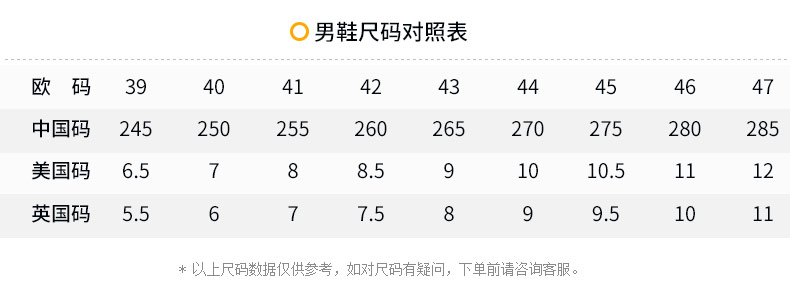 男鞋尺码对照表
欧 码 39 40 41 42 43 44 45 46 47
中国码 245 250 255 260 265 270 275 280 285
美国码 6.5 7 8 8.5 9 10 10.5 11 12
英国码 5.5 6 7 7.5 8 9 9.5 10 11
* 以上尺码数据仅供参考，如对尺码有疑问，下单前请咨询客服。